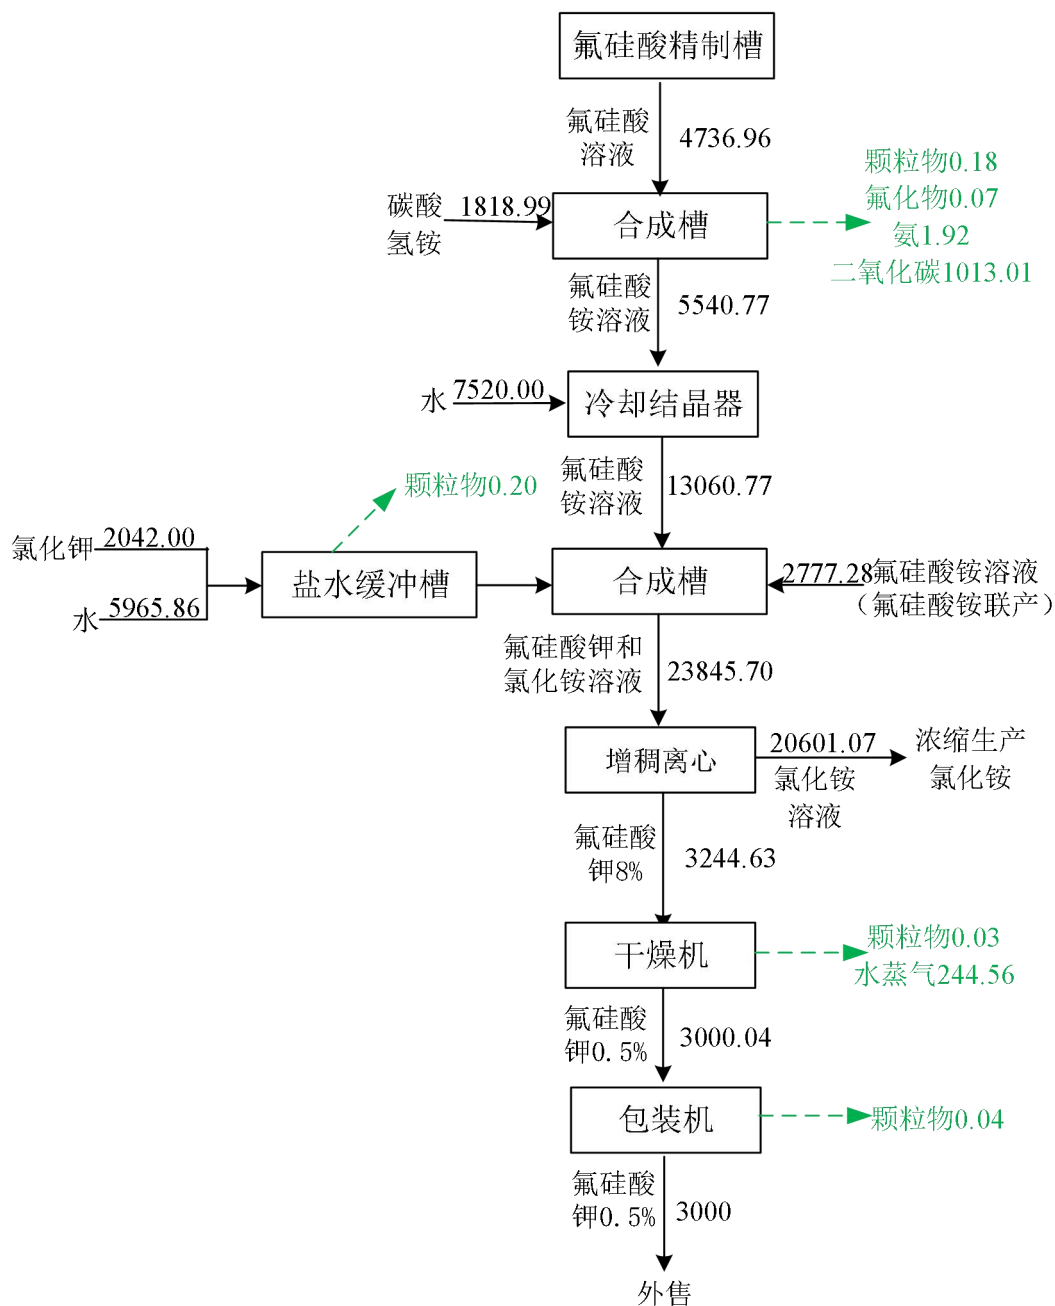 氟硅酸精制槽
氟硅酸
溶液
4736.96
颗粒物0.18
氟化物0.07
氨1.92
二氧化碳1013.01
碳酸
氢铵
1818.99
合成槽
氟硅酸
铵溶液
5540.77
水
7520.00
冷却结晶器
氟硅酸
铵溶液
13060.77
颗粒物0.20
氯化钾
2042.00
水
5965.86
盐水缓冲槽
合成槽
2777.28
氟硅酸铵溶液
（氟硅酸铵联产）
氟硅酸钾和
氯化铵溶液
23845.70
增稠离心
20601.07
氯化铵
溶液
浓缩生产
氯化铵
氟硅酸
钾8%
3244.63
干燥机
颗粒物0.03
水蒸气244.56
氟硅酸
钾0.5%
3000.04
包装机
颗粒物0.04
氟硅酸
钾0.5%
3000
外售